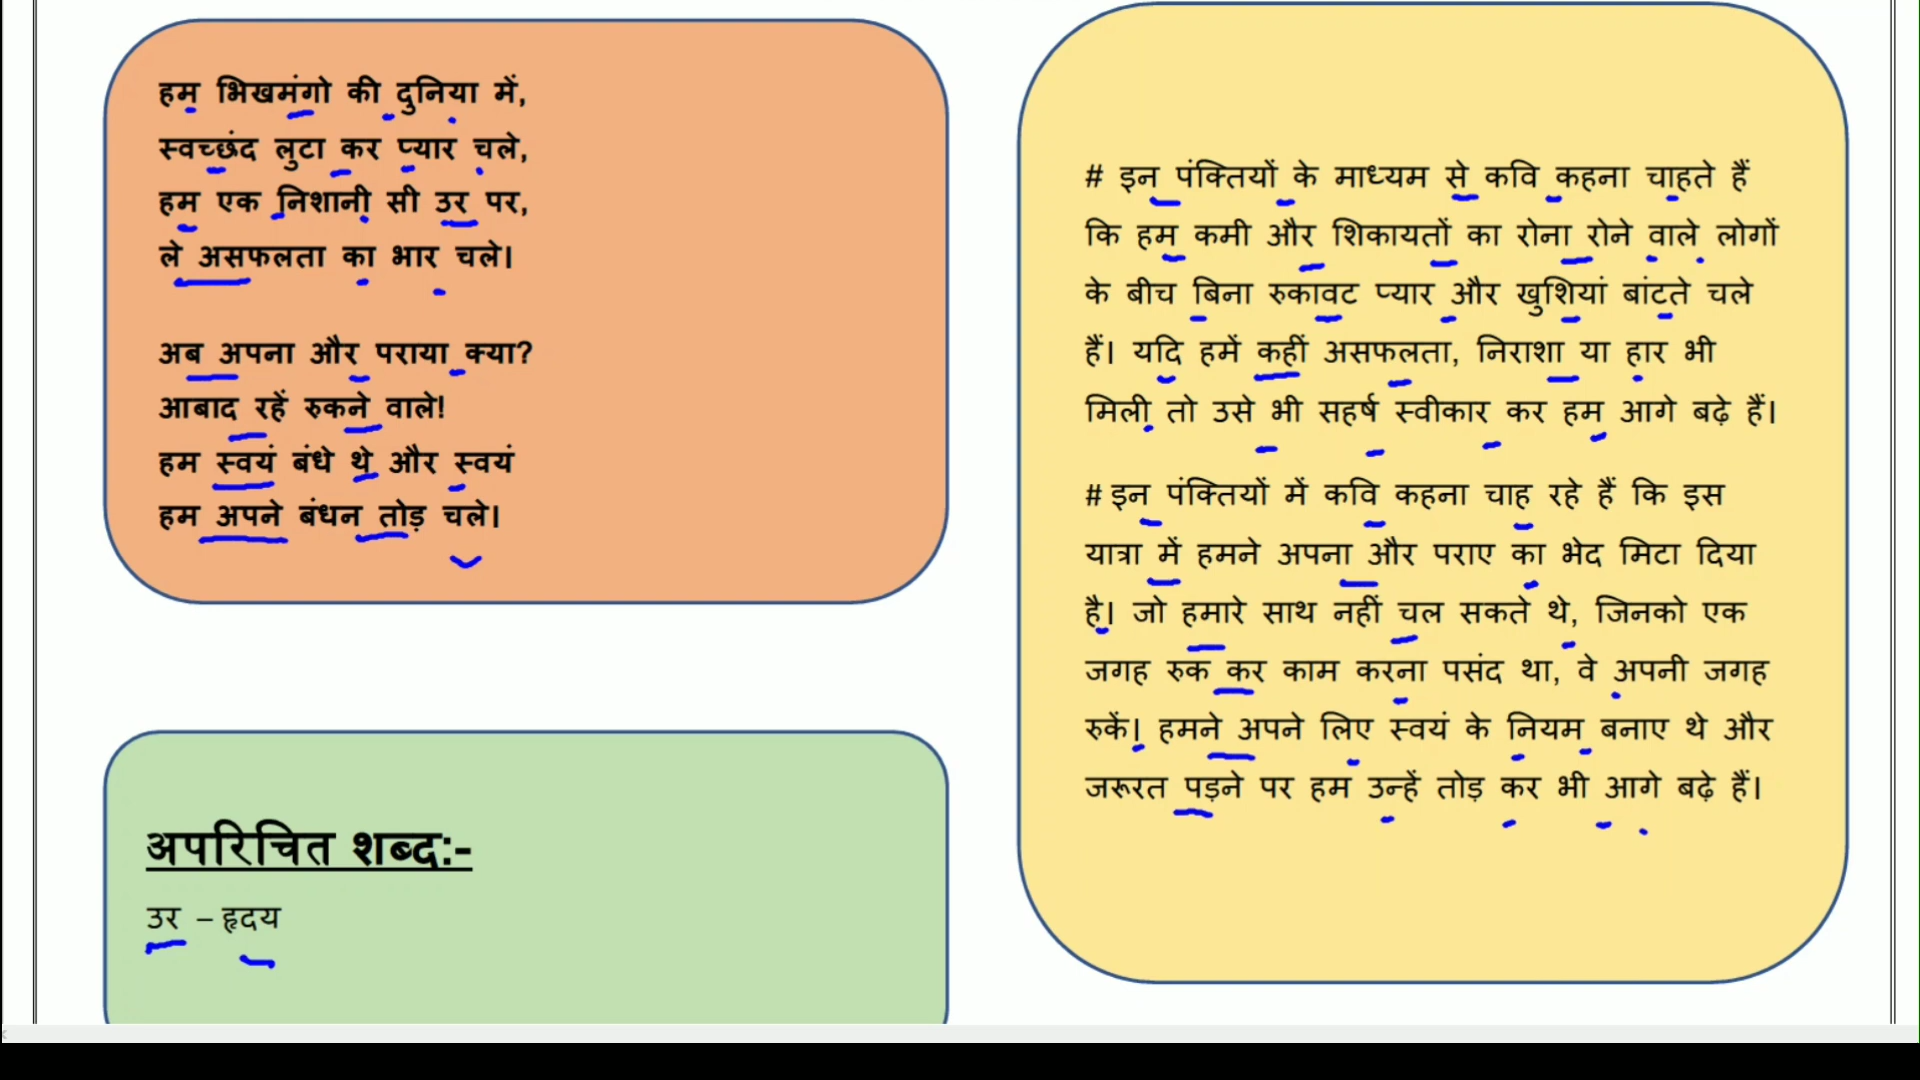 हम भिखमंगो की दुनिया में,
स्वच्छंद लुटा कर प्यार चले,
हम एक निशानी सी उर पर,
ले असफलता का भार चले।
अब अपना और पराया क्या?
आबाद रहें रुकने वाले!
हम स्वयं बंधे थे और स्वयं
हम अपने बंधन तोड़ चले।
अपरिचित शब्द:-
उर – हृदय
# इन पंक्तियों के माध्यम से कवि कहना चाहते हैं
कि हम कमी और शिकायतों का रोना रोने वाले लोगों
के बीच बिना रुकावट प्यार और खुशियां बांटते चले
हैं। यदि हमें कहीं असफलता, निराशा या हार भी
मिली तो उसे भी सहर्ष स्वीकार कर हम आगे बढ़े हैं।
# इन पंक्तियों में कवि कहना चाह रहे हैं कि इस
यात्रा में हमने अपना और पराए का भेद मिटा दिया
है। जो हमारे साथ नहीं चल सकते थे, जिनको एक
जगह रुक कर काम करना पसंद था, वे अपनी जगह
रुकें। हमने अपने लिए स्वयं के नियम बनाए थे और
जरूरत पड़ने पर हम उन्हें तोड़ कर भी आगे बढ़े हैं।